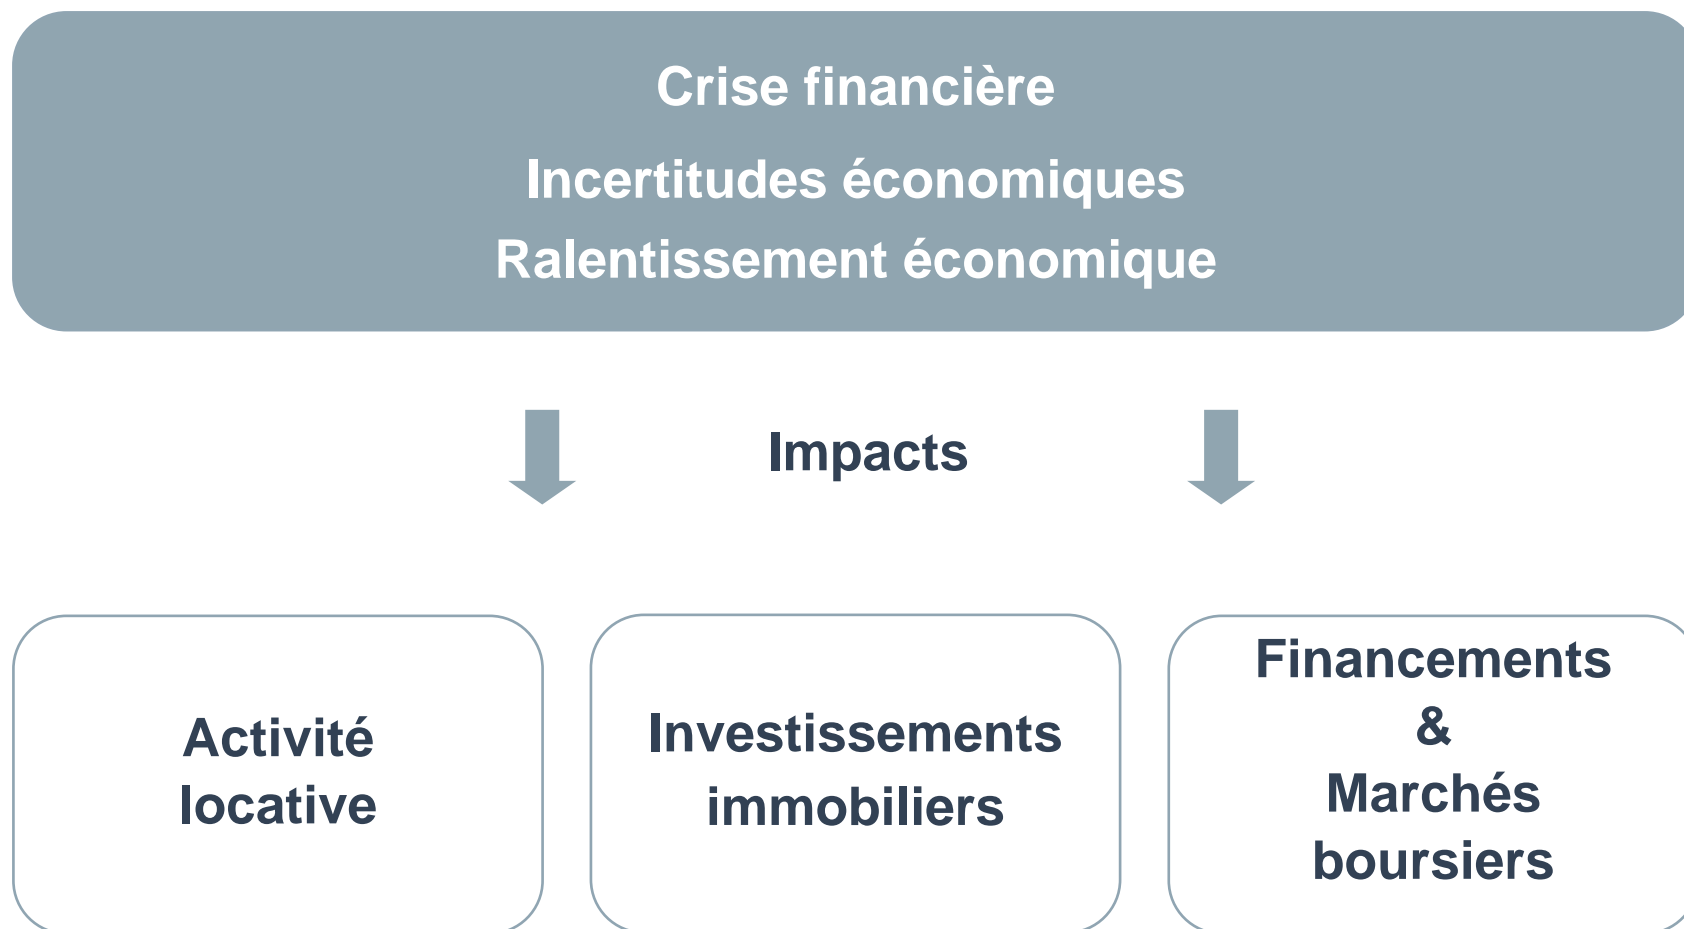 Crise financière
Incertitudes économiques
Ralentissement économique
Impacts
Activité
locative
Investissements
immobiliers
Financements
&
Marchés
boursiers